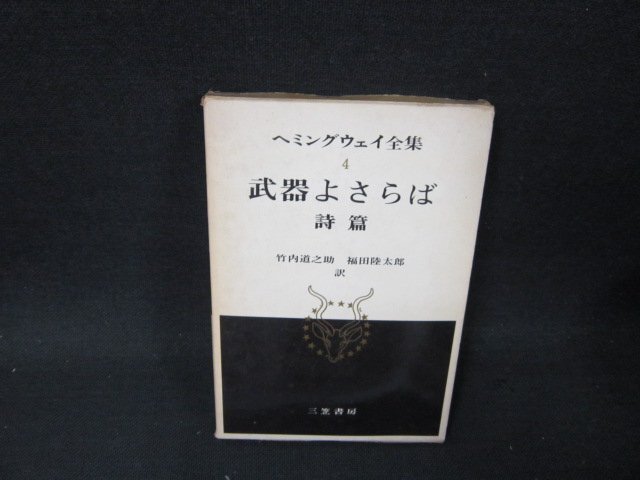 ヘミングウェイ全集
4
武器よさらば
詩篇
竹内道之助 福田陸太郎
訳
三笠書房